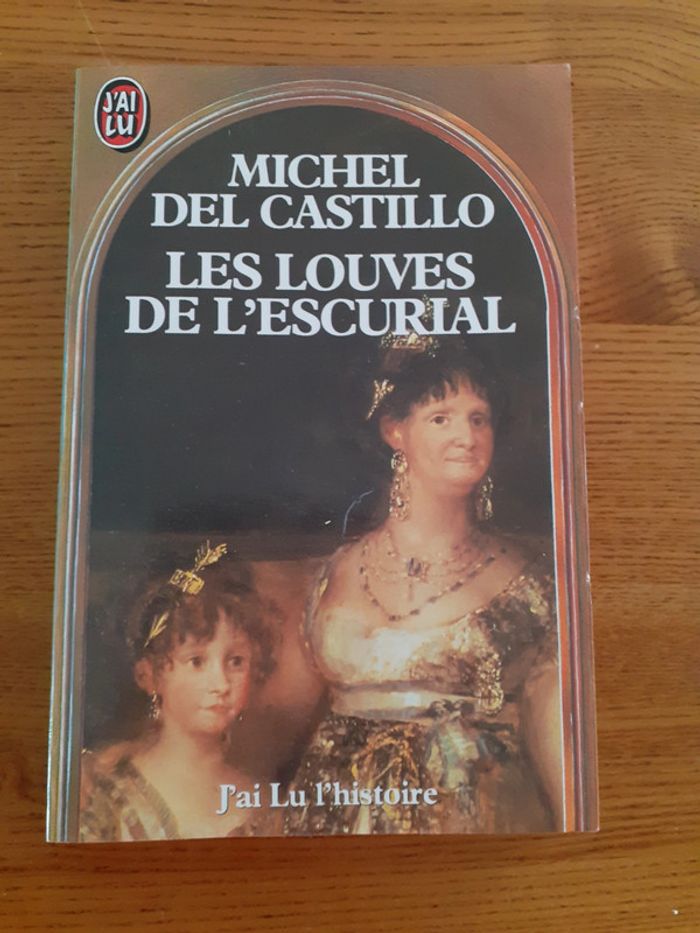 J'AI
LU
MICHEL
DEL CASTILLO
LES LOUVES
DE L'ESCURIAL
J'ai Lu l'histoire